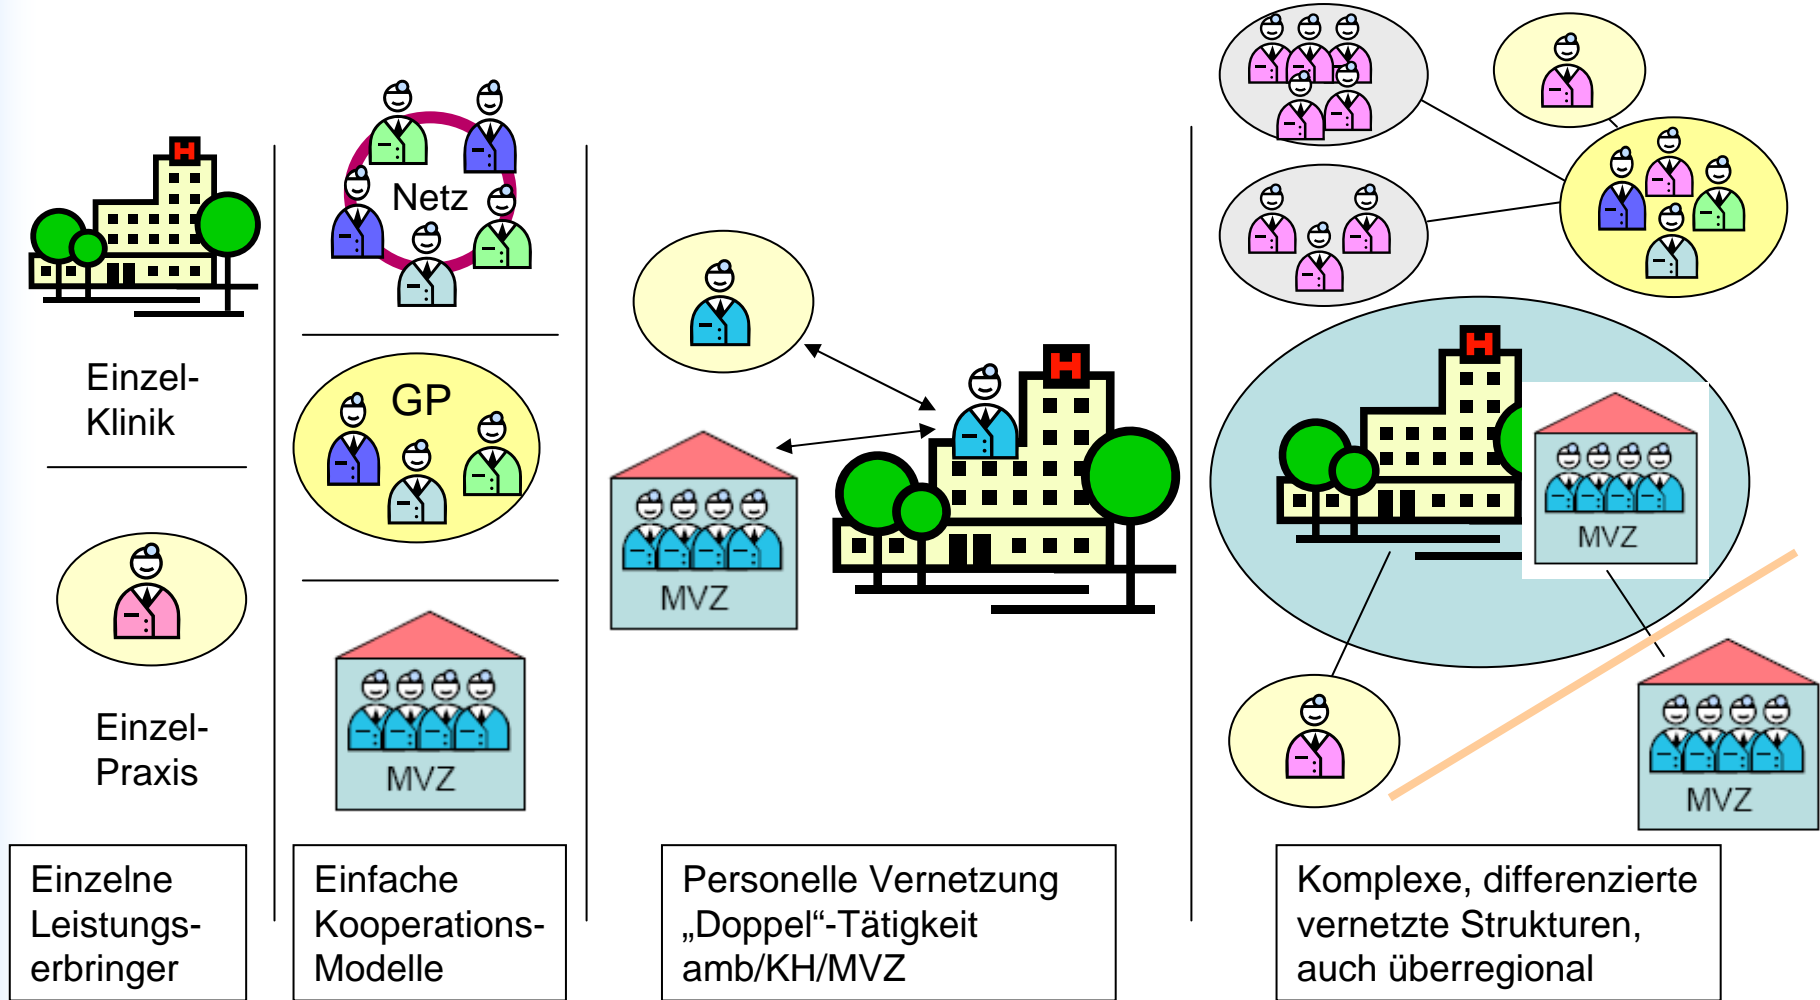 H
Einzel-
Klinik
Einzel-
Praxis
Einzelne
Leistungs-
erbringer
Netz
GP
MVZ
Einfache
Kooperations-
Modelle
H
MVZ
Personelle Vernetzung
„Doppel“-Tätigkeit
amb/KH/MVZ
H
MVZ
MVZ
Komplexe, differenzierte
vernetzte Strukturen,
auch überregional